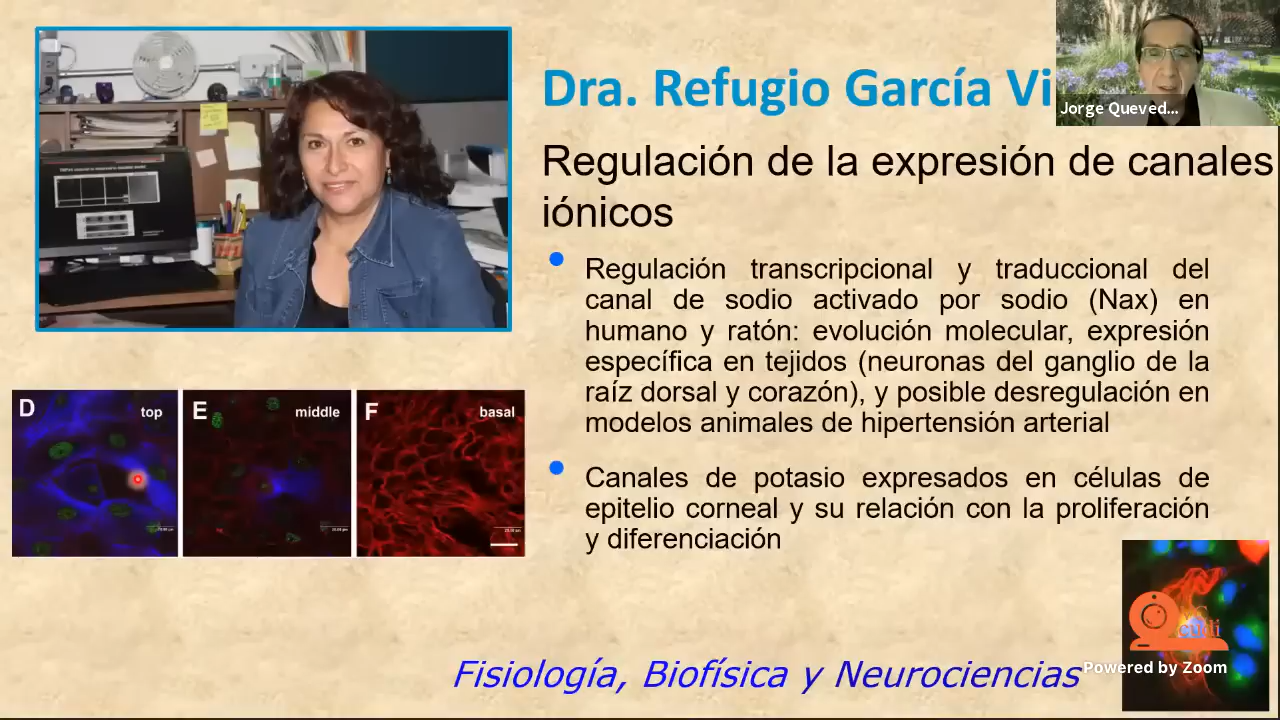 Dra. Refugio García Vi
Jorge Queved...
Regulación de la expresión de canales
iónicos
Regulación transcripcional y traduccional del
canal de sodio activado por sodio (Nax) en
humano y ratón: evolución molecular, expresión
específica en tejidos (neuronas del ganglio de la
raíz dorsal y corazón), y posible desregulación en
modelos animales de hipertensión arterial
Canales de potasio expresados en células de
epitelio corneal y su relación con la proliferación
y diferenciación
D top
E middle
F basal
Fisiología, Biofísica y Neurociencias
Powered by Zoom